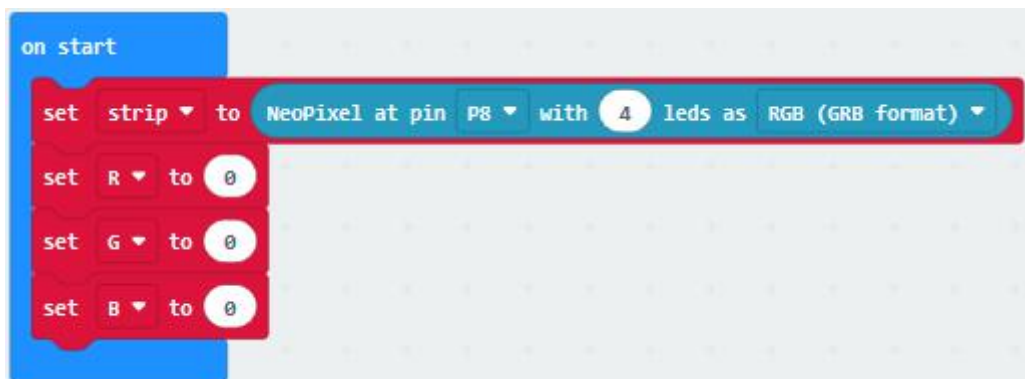 on start
set strip to NeoPixel at pin P8 with 4 leds as RGB (GRB format)
set R to 0
set G to 0
set B to 0